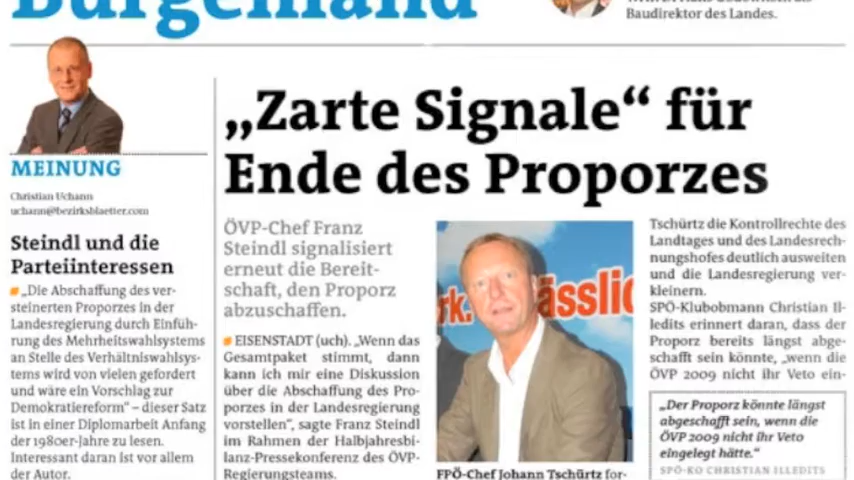 Burgenland
Baudirektor des Landes.
MEINUNG
Christian Uchann
uchann@bezirksblaetter.com
Steindl und die
Parteiinteressen
„Die Abschaffung des ver-
steinerten Proporzes in der
Landesregierung durch Einfüh-
rung des Mehrheitswahlsystems
an Stelle des Verhältniswahlsys-
tems wird von vielen gefordert
und wäre ein Vorschlag zur
Demokratiereform“ – dieser Satz
ist in einer Diplomarbeit Anfang
der 1980er-Jahre zu lesen.
Interessant daran ist vor allem
der Autor.
„Zarte Signale“ für
Ende des Proporzes
ÖVP-Chef Franz
Steindl signalisiert
erneut die Bereit-
schaft, den Proporz
abzuschaffen.
EISENSTADT (uch). „Wenn das
Gesamtpaket stimmt, dann
kann ich mir eine Diskussion
über die Abschaffung des Pro-
porzes in der Landesregierung
vorstellen“, sagte Franz Steindl
im Rahmen der Halbjahresbi-
lanz-Pressekonferenz des ÖVP-
Regierungsteams.
rk.
ässlic
FPÖ-Chef Johann Tschürtz for-
Tschürtz die Kontrollrechte des
Landtages und des Landesrech-
nungshofes deutlich ausweiten
und die Landesregierung ver-
kleinern.
SPÖ-Klubobmann Christian Il-
ledits erinnert daran, dass der
Proporz bereits längst abge-
schafft sein könnte, „wenn die
ÖVP 2009 nicht ihr Veto ein-
„Der Proporz könnte längst
abgeschafft sein, wenn die
ÖVP 2009 nicht ihr Veto
eingelegt hätte.“
SPÖ-KO CHRISTIAN ILLEDITS